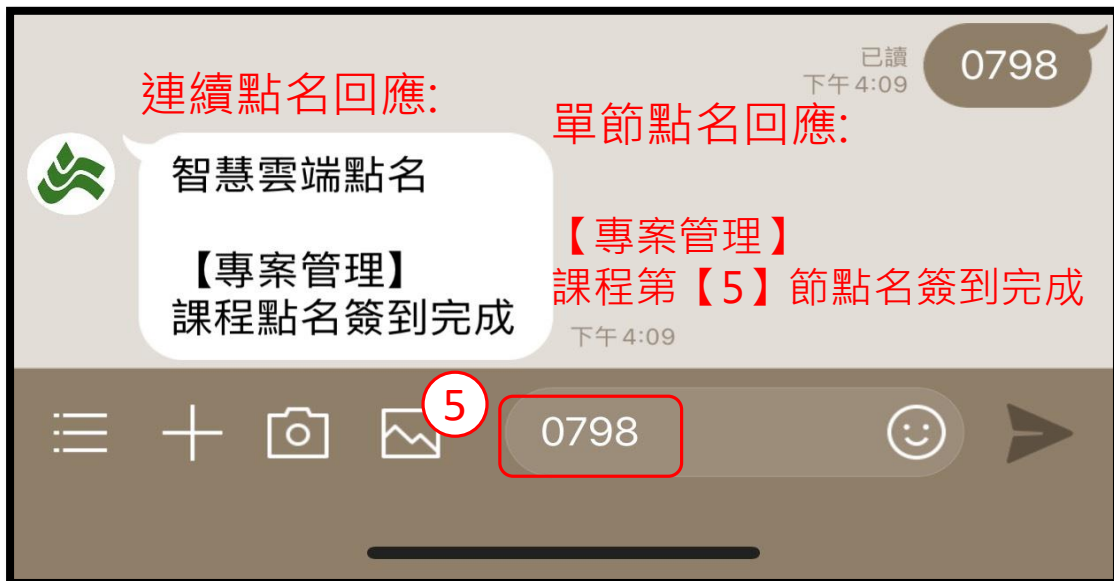 已讀
下午 4:09
0798
連續點名回應:
單節點名回應:
智慧雲端點名
【專案管理】
課程點名簽到完成
【專案管理】
課程第【5】節點名簽到完成
下午 4:09
5
0798